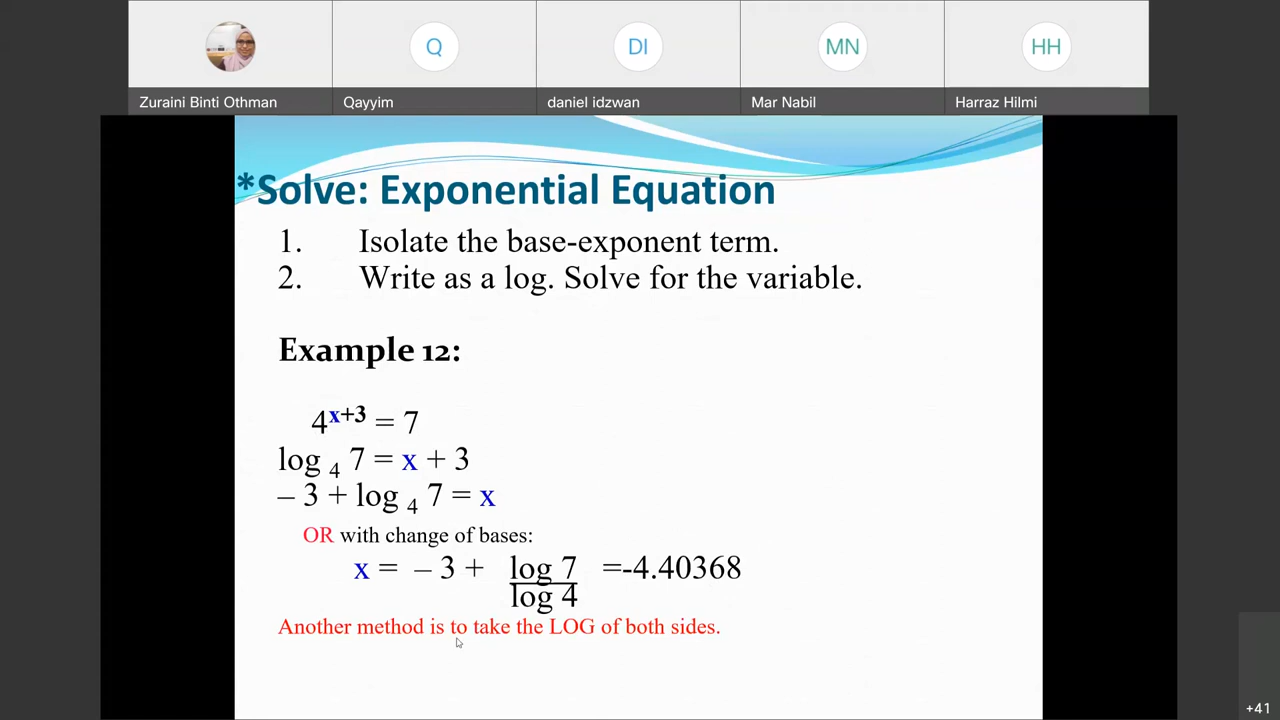 Q DI MN HH
Zuraini Binti Othman Qayyim daniel idzwan Mar Nabil Harraz Hilmi
*Solve: Exponential Equation
1. Isolate the base-exponent term.
2. Write as a log. Solve for the variable.
Example 12:
4^{x+3} = 7
log ₄ 7 = x + 3
– 3 + log ₄ 7 = x
OR with change of bases:
x = – 3 + log 7 =-4.40368
log 4
Another method is to take the LOG of both sides.
+41